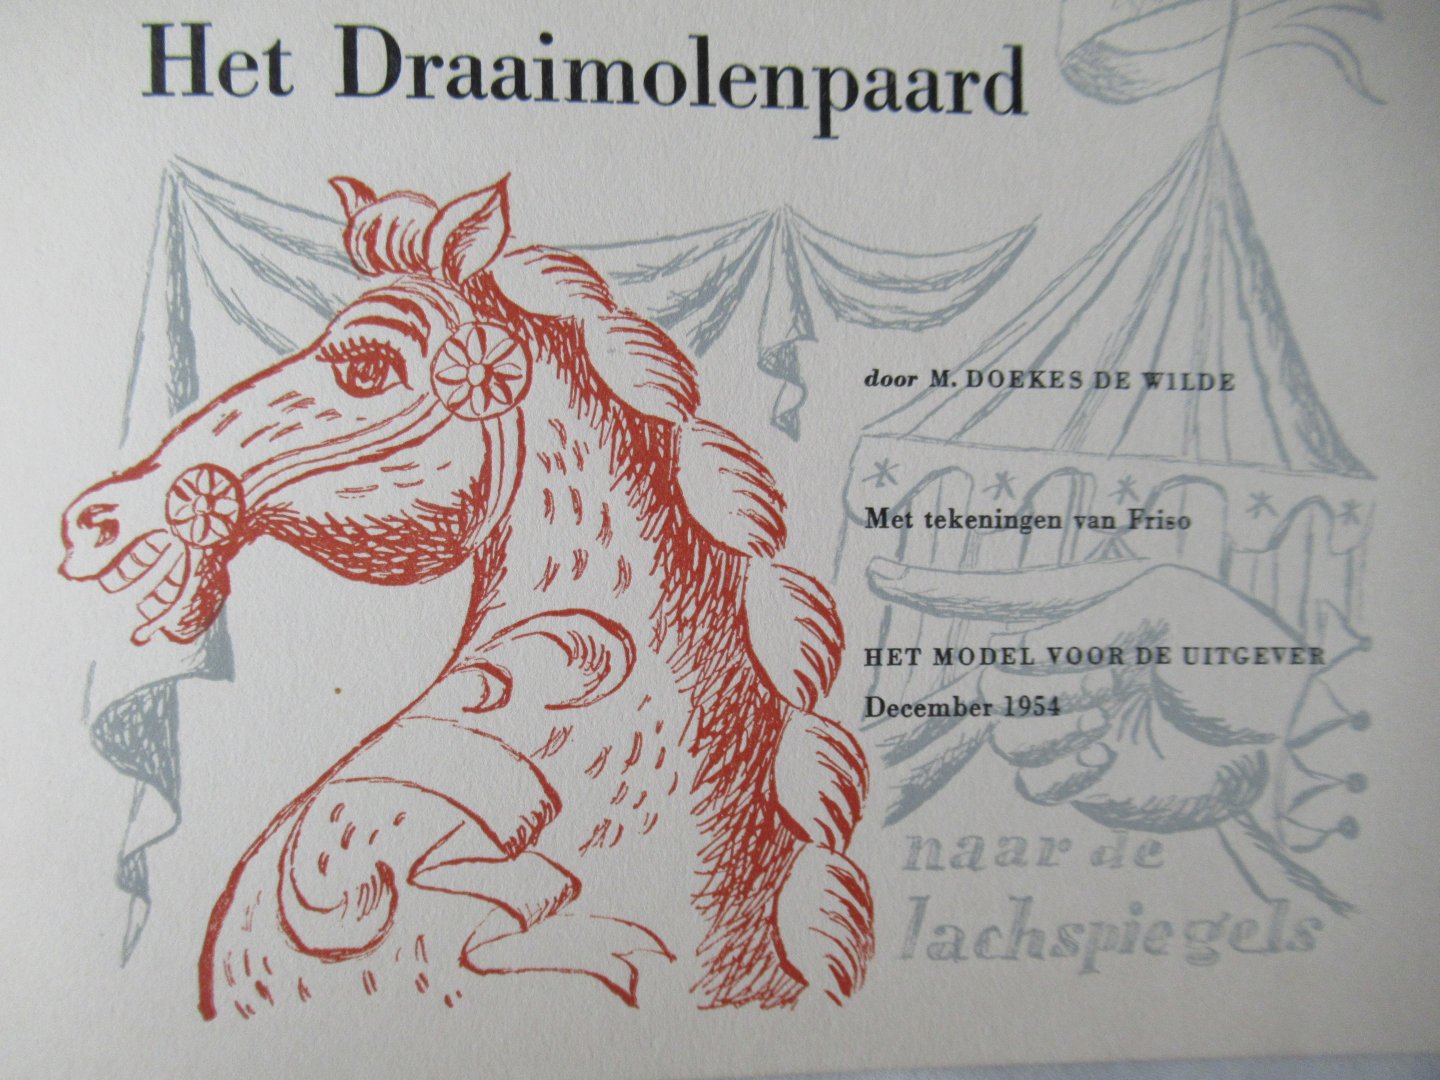 Het Draaimolenpaard
door M. DOEKES DE WILDE
Met tekeningen van Friso
HET MODEL VOOR DE UITGEVER
December 1954
naar de
lachspiegels